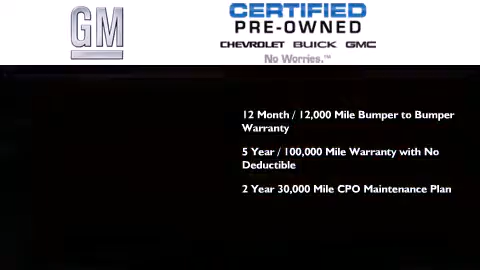 GM
CERTIFIED
PRE-OWNED
CHEVROLET BUICK GMC
No Worries.™
12 Month / 12,000 Mile Bumper to Bumper
Warranty
5 Year / 100,000 Mile Warranty with No
Deductible
2 Year 30,000 Mile CPO Maintenance Plan